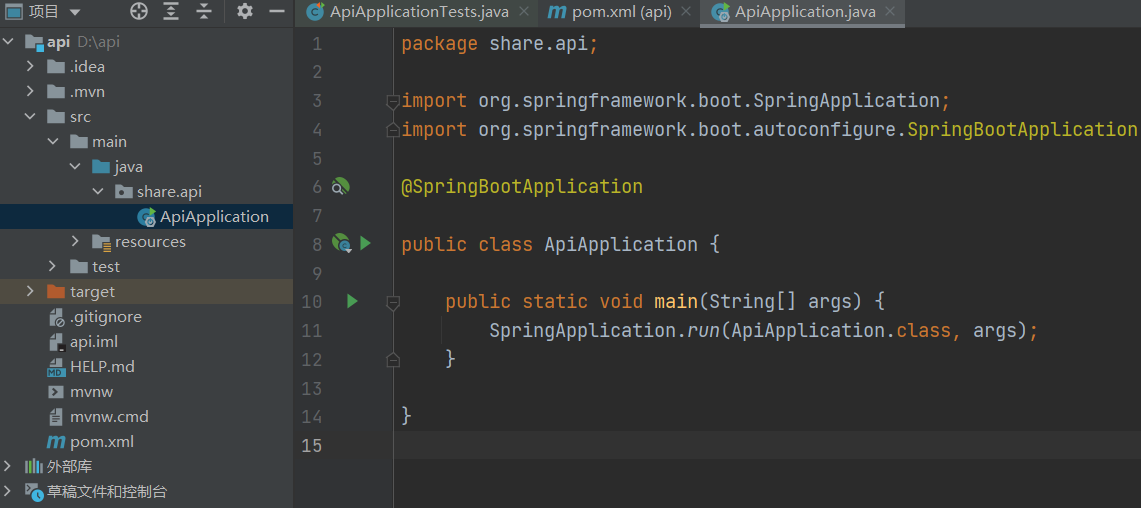 项目
ApiApplicationTests.java
pom.xml (api)
ApiApplication.java
api D:\api
.idea
.mvn
src
main
java
share.api
ApiApplication
resources
test
target
.gitignore
api.iml
HELP.md
mvnw
mvnw.cmd
pom.xml
外部库
草稿文件和控制台
1 package share.api;
2
3 import org.springframework.boot.SpringApplication;
4 import org.springframework.boot.autoconfigure.SpringBootApplication
5
6 @SpringBootApplication
7
8 public class ApiApplication {
9
10 public static void main(String[] args) {
11 SpringApplication.run(ApiApplication.class, args);
12 }
13
14 }
15